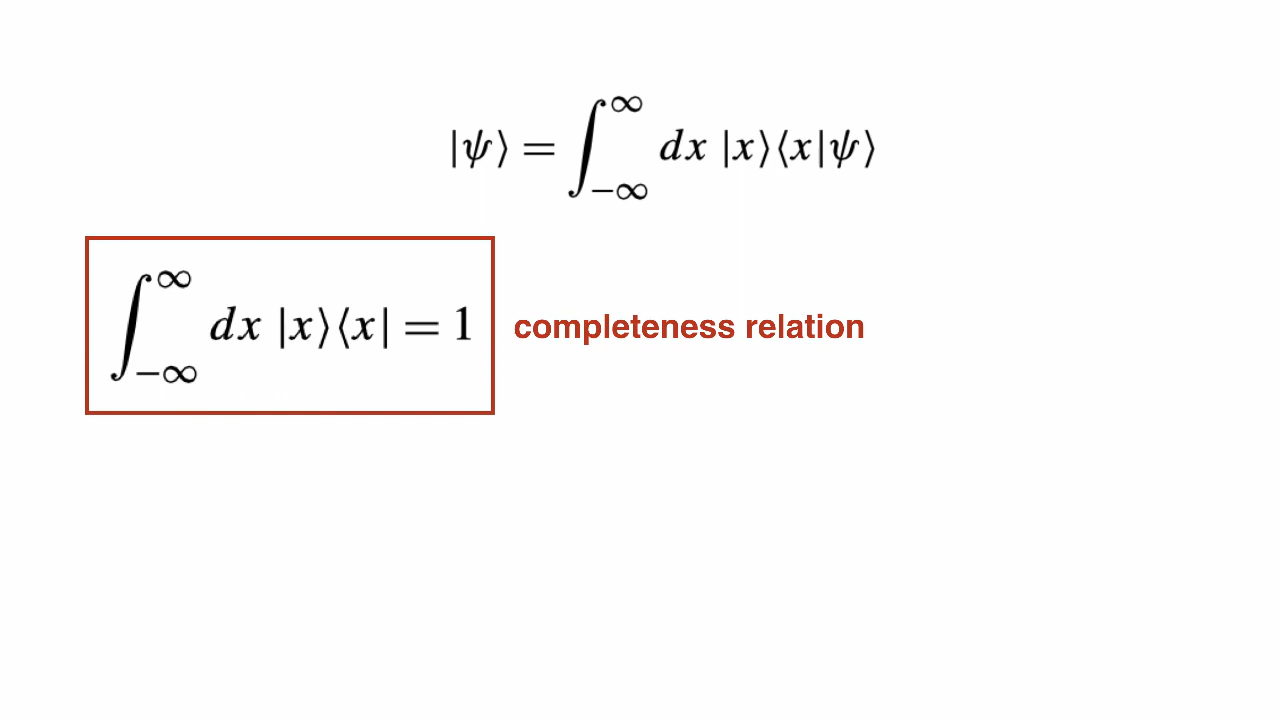 |ψ⟩ = ∫_{-∞}^{∞} dx |x⟩⟨x|ψ⟩
∫_{-∞}^{∞} dx |x⟩⟨x| = 1 completeness relation